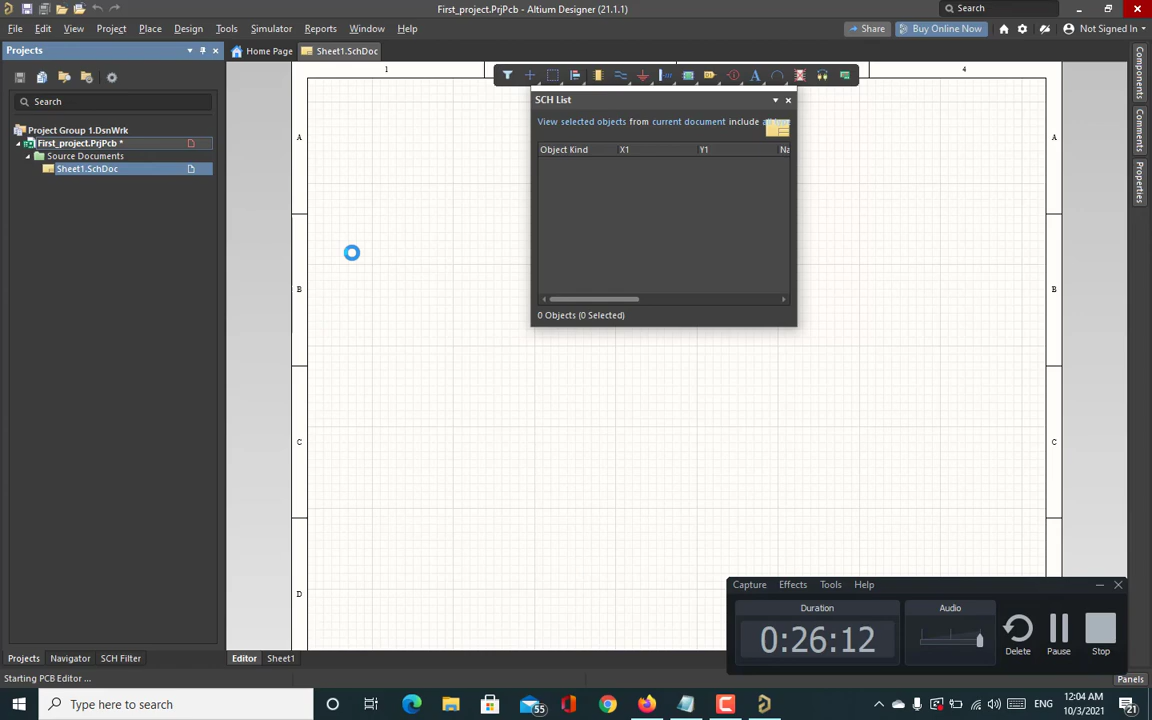 First_project.PrjPcb - Altium Designer (21.1.1)
Search
File Edit View Project Place Design Tools Simulator Reports Window Help
Share Buy Online Now Not Signed In
Projects
Home Page Sheet1.SchDoc
1 4
Search
SCH List
View selected objects from current document include
Object Kind X1 Y1 Na
Project Group 1.DsnWrk
First_project.PrjPcb *
Source Documents
Sheet1.SchDoc
A A
B B
C C
D
0 Objects (0 Selected)
Components
Comments
Properties
Capture Effects Tools Help
Duration Audio
0:26:12
Delete Pause Stop
Projects Navigator SCH Filter
Editor Sheet1
Starting PCB Editor ...
Panels
Type here to search
55
12:04 AM
10/3/2021
21